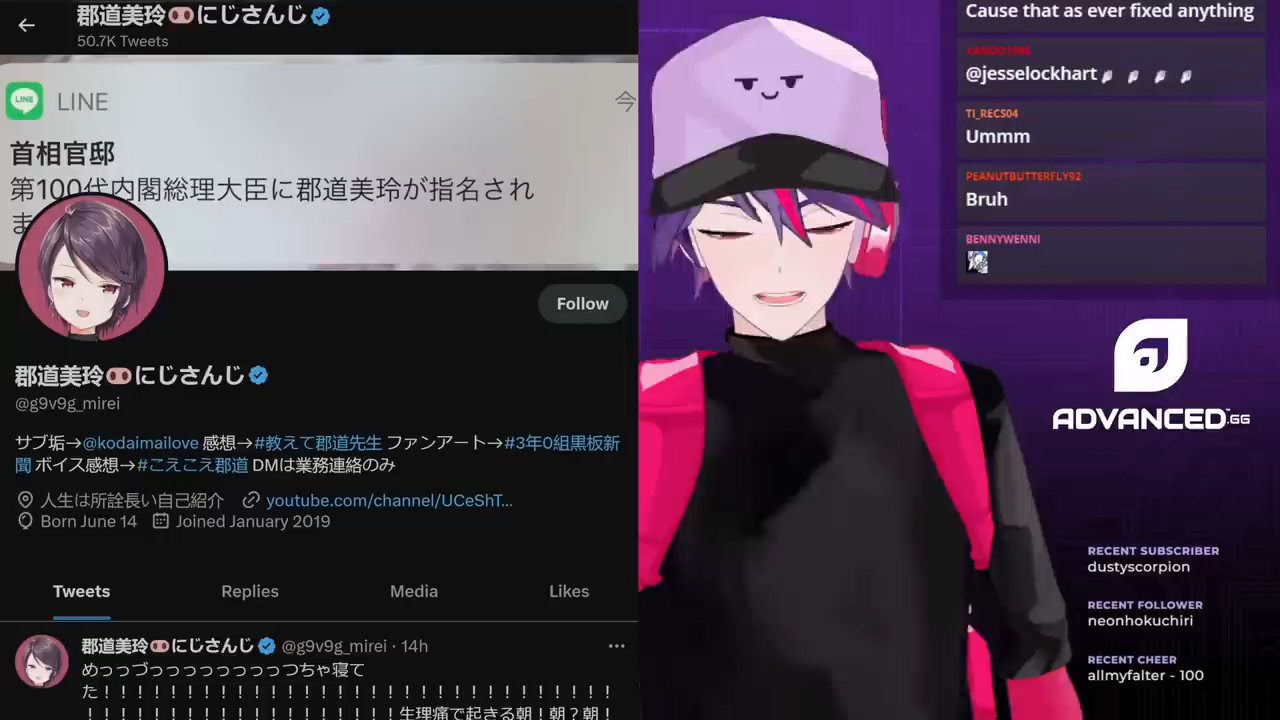 郡道美玲🐽にじさんじ
50.7K Tweets
LINE
LINE
今
首相官邸
第100代内閣総理大臣に郡道美玲が指名され
ま
Follow
郡道美玲🐽にじさんじ
@g9v9g_mirei
サブ垢→@kodaimailove 感想→#教えて郡道先生 ファンアート→#3年0組黒板新
聞 ボイス感想→#こえこえ郡道 DMは業務連絡のみ
人生は所詮長い自己紹介 youtube.com/channel/UCeShT...
Born June 14 Joined January 2019
Tweets Replies Media Likes
郡道美玲🐽にじさんじ @g9v9g_mirei · 14h
めっっづっっっっっっっっっつちゃ寝て
た！！！！！！！！！！！！！！！！！！！！！！！！！！！！！！
！！！！！！！！！！！！！！！！！！生理痛で起きる朝！朝？朝！
Cause that as ever fixed anything
@jesselockhart
TI_RECS04
Ummm
PEANUTBUTTERFLY92
Bruh
BENNYWENNI
ADVANCED.GG
RECENT SUBSCRIBER
dustyscorpion
RECENT FOLLOWER
neonhokuchiri
RECENT CHEER
allmyfalter - 100